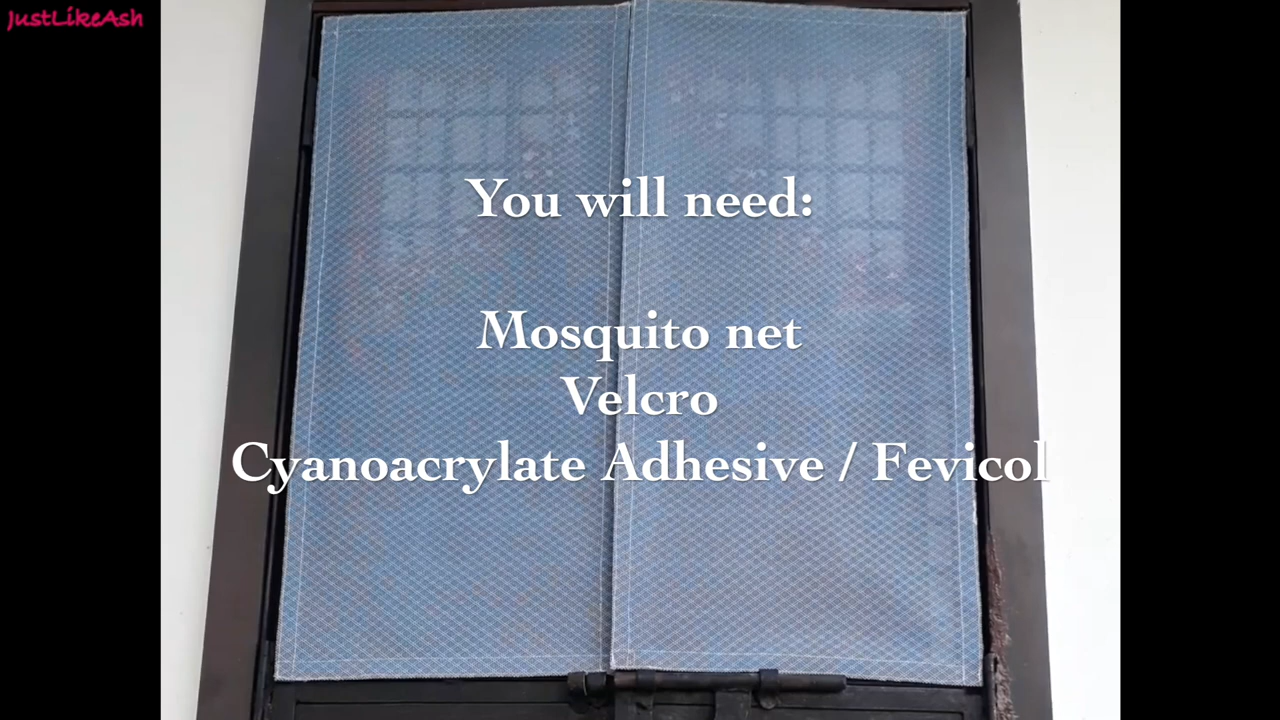 JustLikeAsh
You will need:
Mosquito net
Velcro
Cyanoacrylate Adhesive / Fevicol